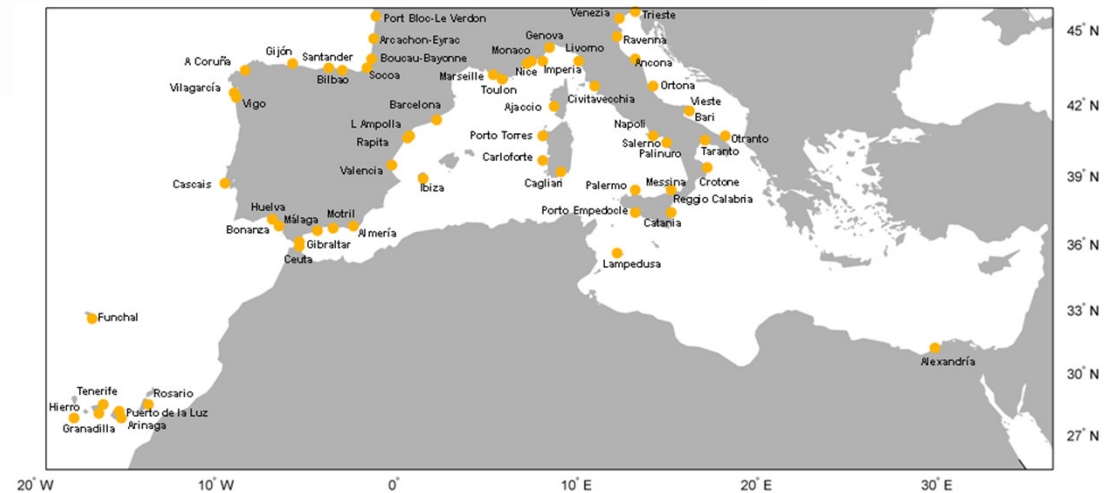 Venezia
Trieste
Port Bloc-Le Verdon
45° N
Genova
Ravenna
Arcachon-Eyrac
Livorno
Gijón
Santander
Monaco
A Coruña
Boucau-Bayonne
Ancona
Socoa
Marseille
Nice
Imperia
Bilbao
Toulon
Vilagarcía
Ortona
Vigo
Barcelona
Ajaccio
Civitavecchia
Vieste
42° N
Bari
L Ampolla
Napoli
Rapita
Porto Torres
Otranto
Salerno
Taranto
Palinuro
Carloforte
Valencia
Cascais
Ibiza
Cagliari
Palermo
Messina
Crotone
39° N
Reggio Calabria
Huelva
Málaga
Motril
Porto Empedocle
Bonanza
Almería
Catania
Gibraltar
36° N
Ceuta
Lampedusa
Funchal
33° N
Alexandría
30° N
Tenerife
Rosario
Hierro
Puerto de la Luz
Granadilla
Arinaga
27° N
20° W
10° W
0°
10° E
20° E
30° E